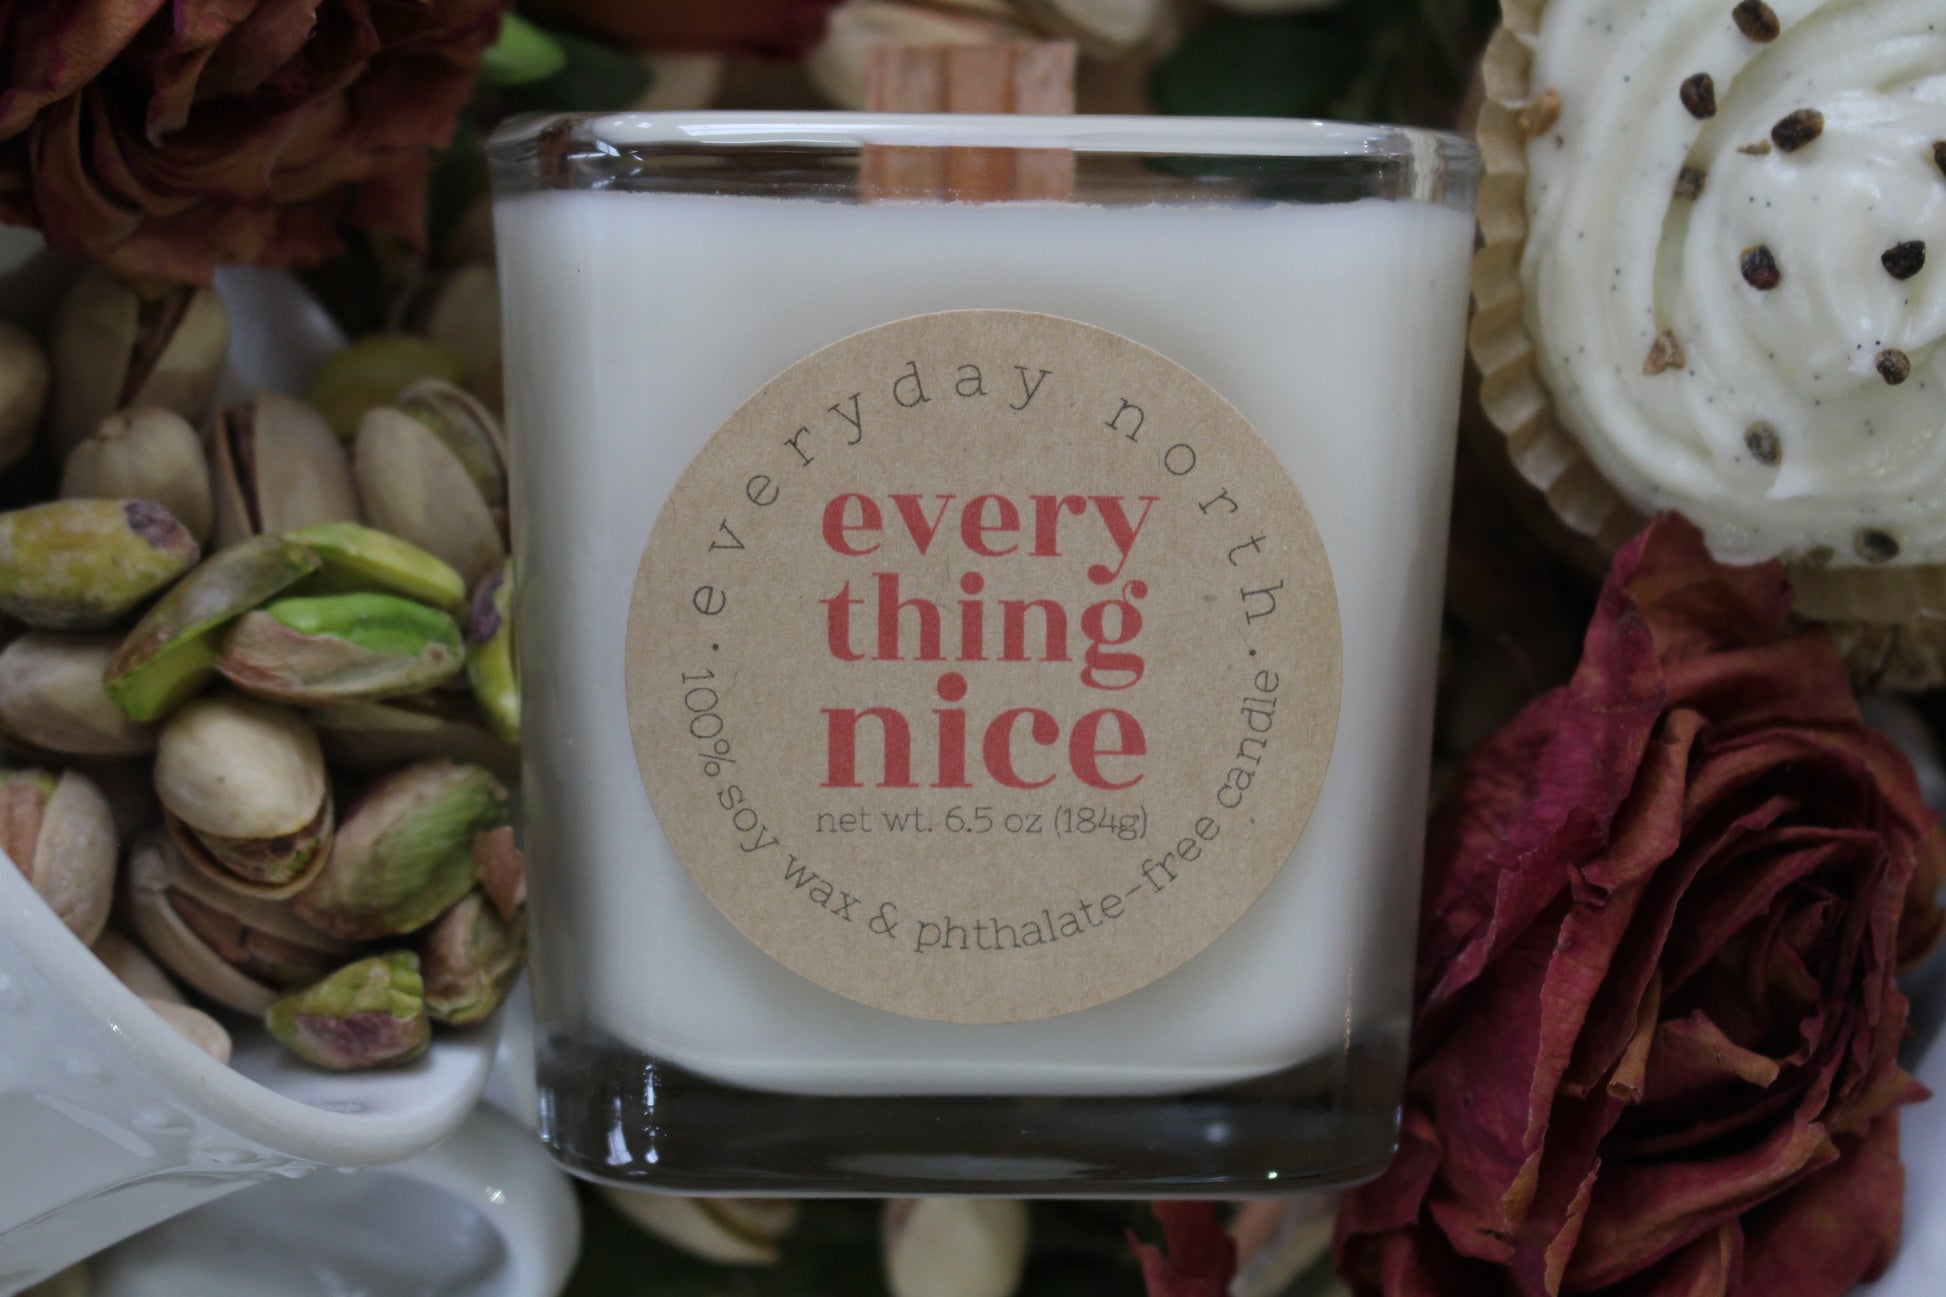 everyday north
every
thing
nice
net wt. 6.5 oz (184g)
100% soy wax & phthalate-free candle